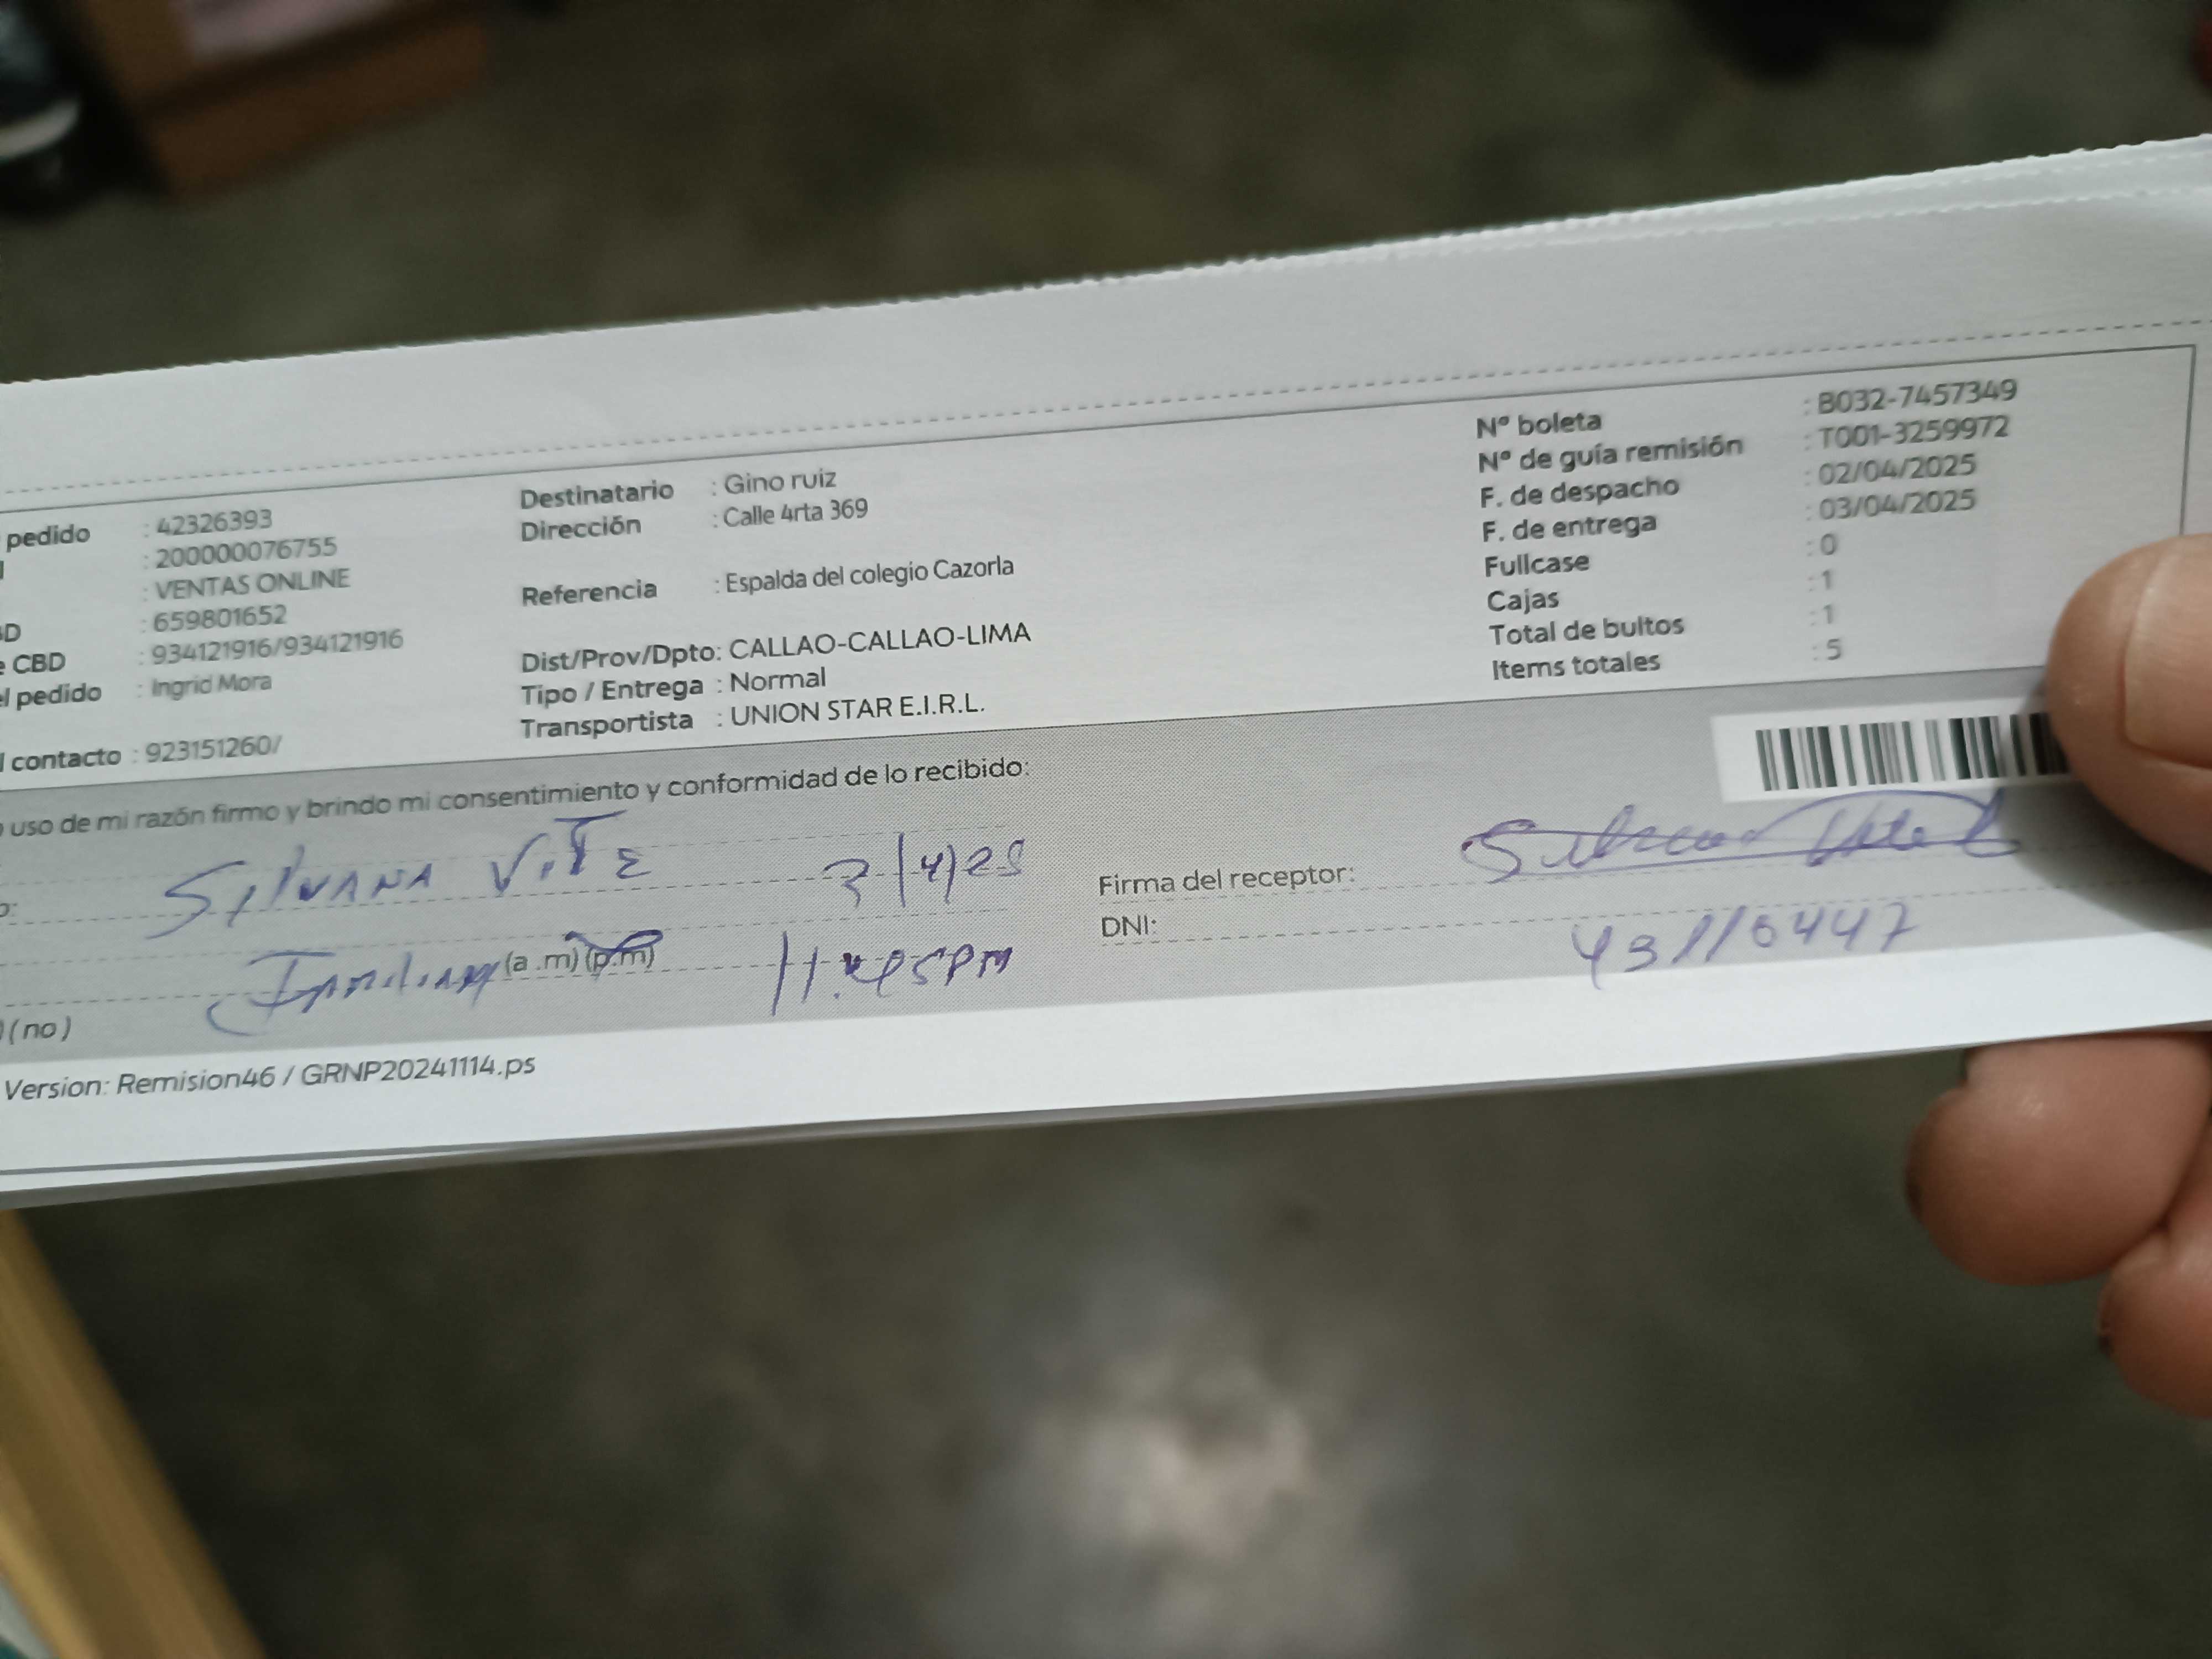 pedido : 42326393
: 200000076755
: VENTAS ONLINE
: 659801652
CBD : 934121916/934121916
pedido : Ingrid Mora
contacto : 923151260/
Destinatario : Gino ruiz
Dirección : Calle 4rta 369
Referencia : Espalda del colegio Cazorla
Dist/Prov/Dpto: CALLAO-CALLAO-LIMA
Tipo / Entrega : Normal
Transportista : UNION STAR E.I.R.L.
Nº boleta : B032-7457349
Nº de guía remisión : T001-3259972
F. de despacho : 02/04/2025
F. de entrega : 03/04/2025
Fullcase : 0
Cajas : 1
Total de bultos : 1
Items totales : 5
uso de mi razón firmo y brindo mi consentimiento y conformidad de lo recibido:
SILVANA VITE 3/4/25 Firma del receptor:
(a .m) (p.m) 11.45PM DNI: 43110447
(no)
Version: Remision46 / GRNP20241114.ps